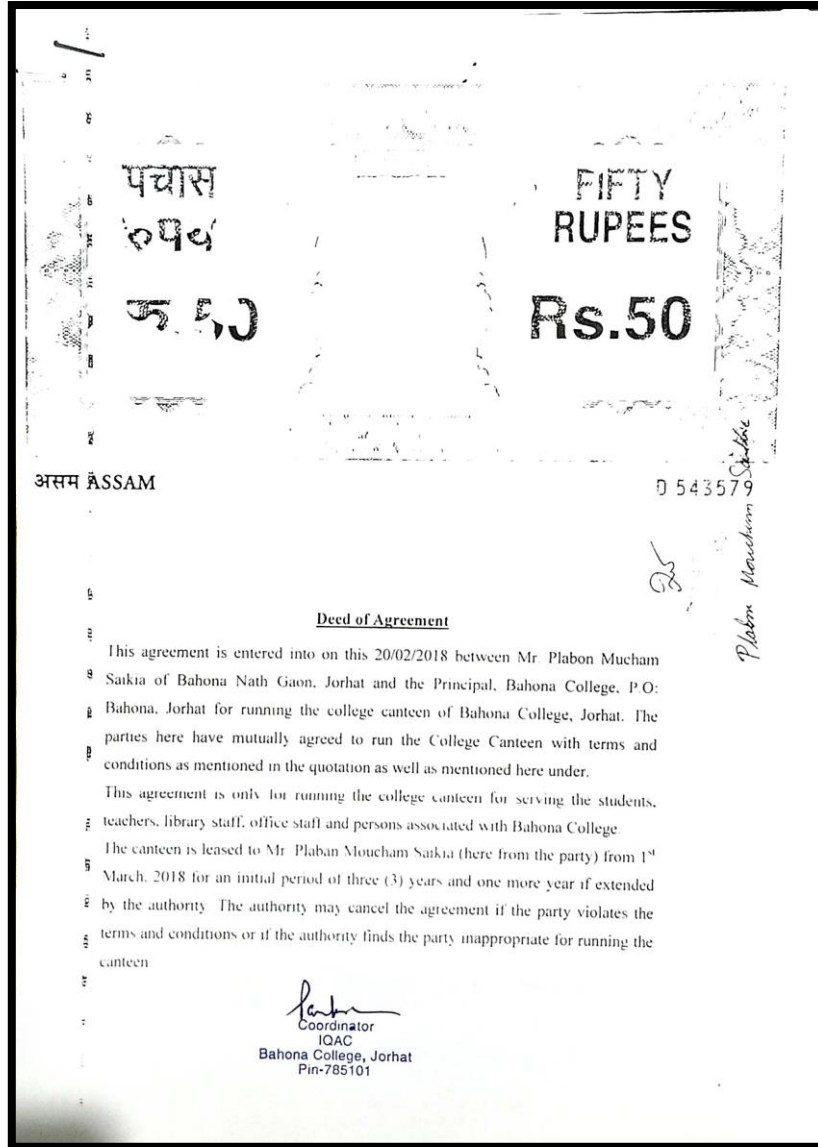 पचास
FIFTY
रुपये
RUPEES
रु.50
Rs.50
असम ASSAM
D 543579
Plabon Moucham Saikia
Deed of Agreement
This agreement is entered into on this 20/02/2018 between Mr. Plabon Mucham
Saikia of Bahona Nath Gaon, Jorhat and the Principal, Bahona College, P.O:
Bahona, Jorhat for running the college canteen of Bahona College, Jorhat. The
parties here have mutually agreed to run the College Canteen with terms and
conditions as mentioned in the quotation as well as mentioned here under.
This agreement is only for running the college canteen for serving the students,
teachers, library staff, office staff and persons associated with Bahona College.
The canteen is leased to Mr. Plaban Moucham Saikia (here from the party) from 1st
March, 2018 for an initial period of three (3) years and one more year if extended
by the authority. The authority may cancel the agreement if the party violates the
terms and conditions or if the authority finds the party inappropriate for running the
canteen
Coordinator
IQAC
Bahona College, Jorhat
Pin-785101